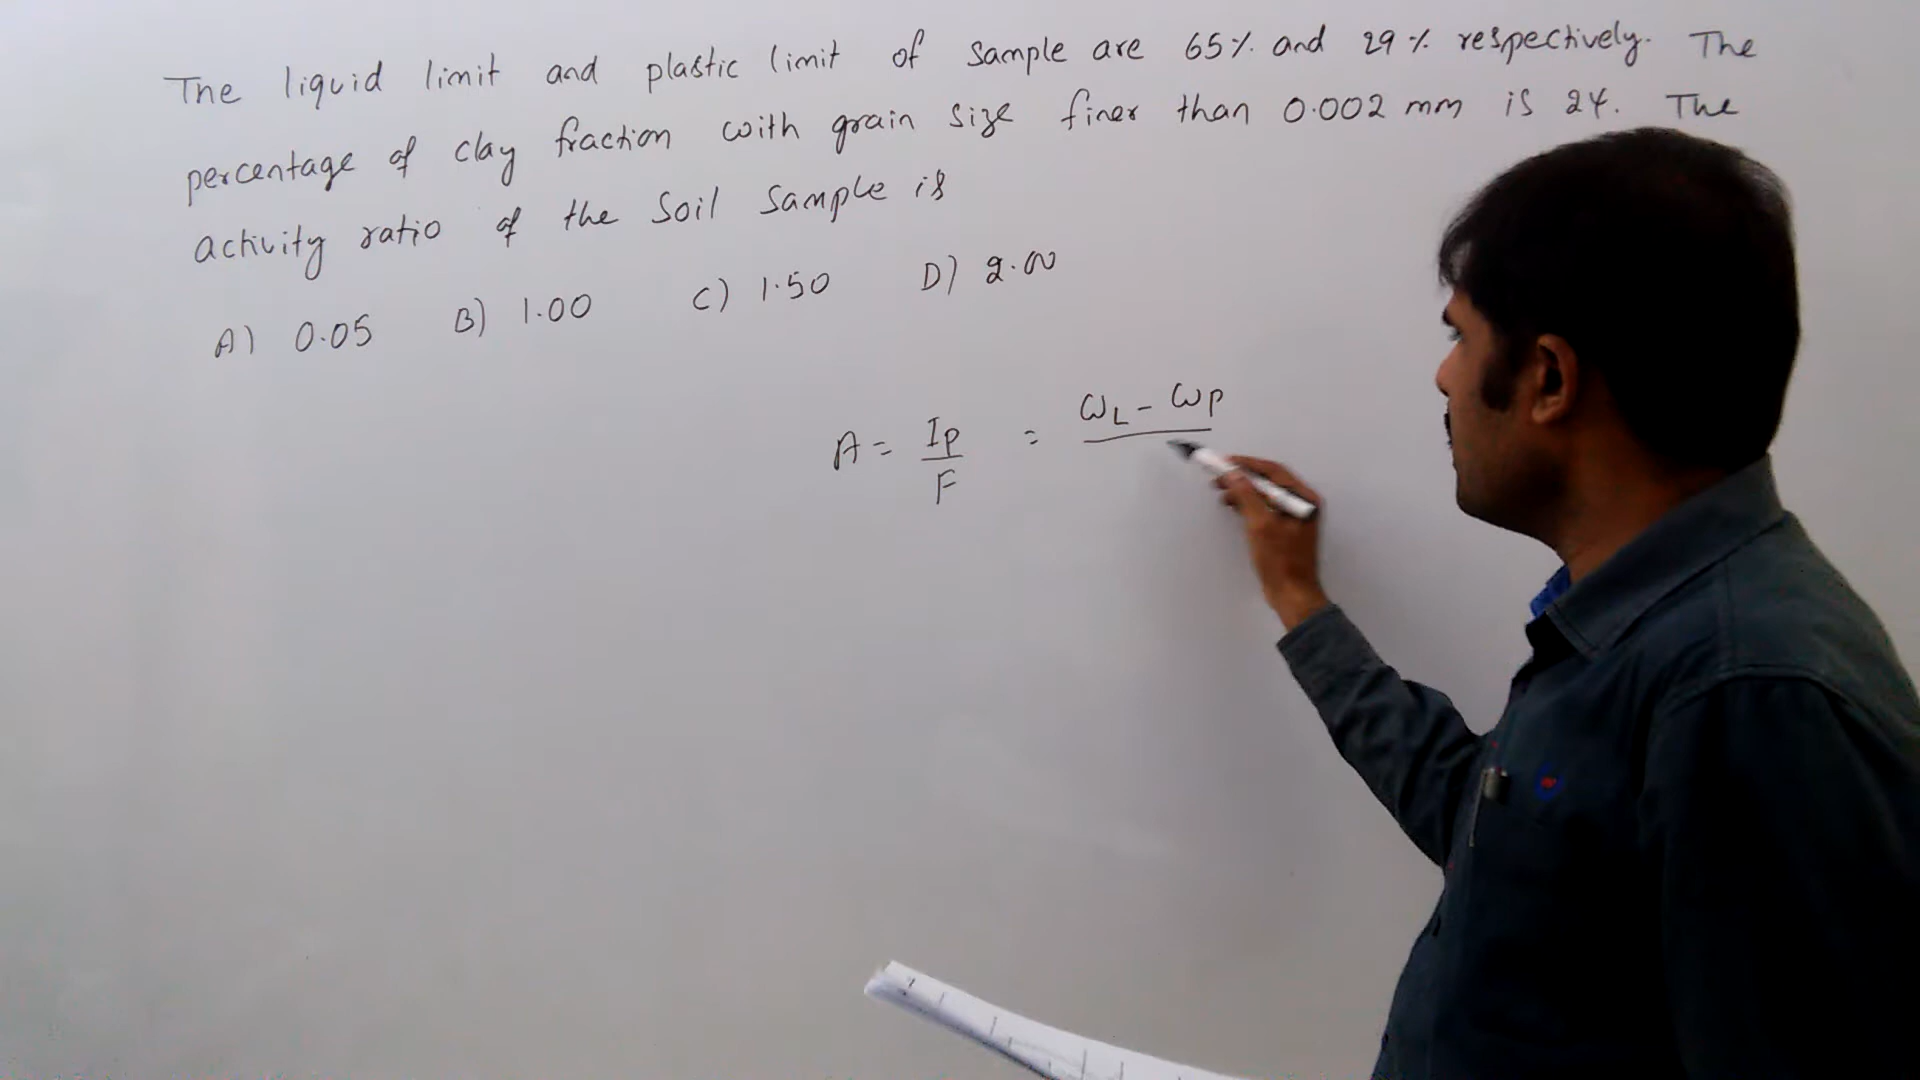 The liquid limit and plastic limit of sample are 65% and 29% respectively. The
percentage of clay fraction with grain size finer than 0.002 mm is 24. The
activity ratio of the soil sample is
A) 0.05 B) 1.00 C) 1.50 D) 2.00
A = Ip/F = ωL - ωP